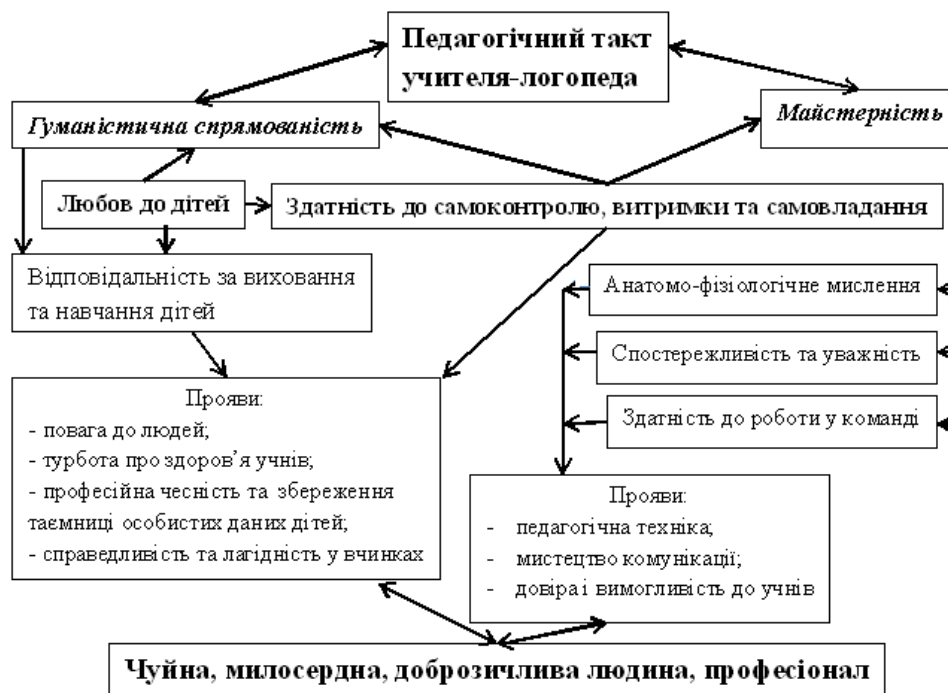 Педагогічний такт
учителя-логопеда
Гуманістична спрямованість
Майстерність
Любов до дітей
Здатність до самоконтролю, витримки та самовладання
Відповідальність за виховання
та навчання дітей
Анатомо-фізіологічне мислення
Спостережливість та уважність
Здатність до роботи у команді
Прояви:
- повага до людей;
- турбота про здоров’я учнів;
- професійна чесність та збереження
таємниці особистих даних дітей;
- справедливість та лагідність у вчинках
Прояви:
- педагогічна техніка;
- мистецтво комунікації;
- довіра і вимогливість до учнів
Чуйна, милосердна, доброзичлива людина, професіонал